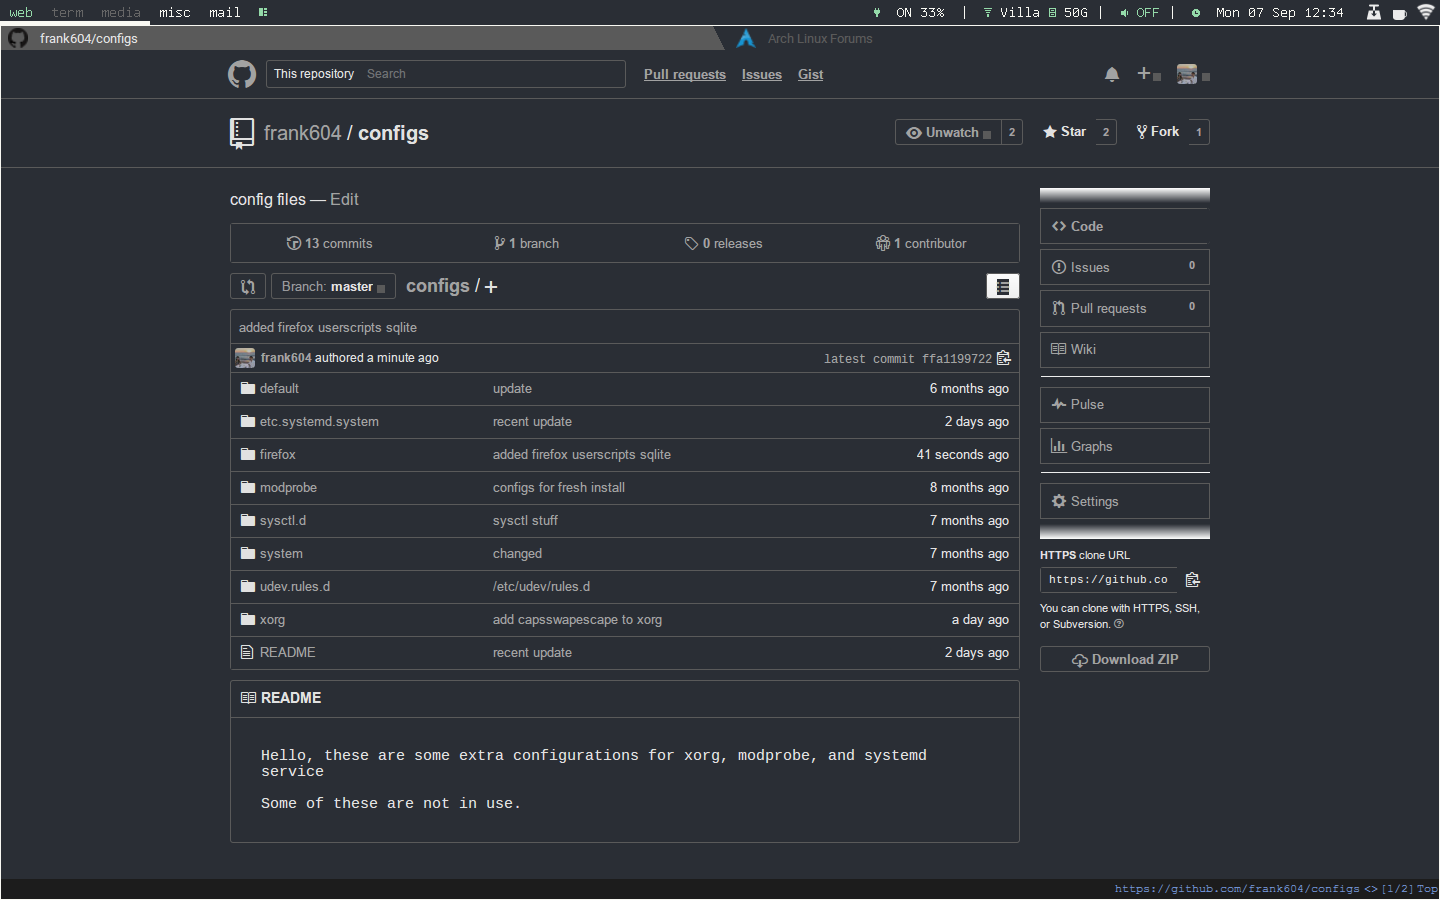 web term media misc mail ON 33% | Villa 50G | OFF | Mon 07 Sep 12:34
frank604/configs Arch Linux Forums
This repository Search Pull requests Issues Gist
frank604 / configs Unwatch 2 Star 2 Fork 1
config files — Edit
13 commits 1 branch 0 releases 1 contributor
Branch: master configs / +
added firefox userscripts sqlite
frank604 authored a minute ago latest commit ffa1199722
default update 6 months ago
etc.systemd.system recent update 2 days ago
firefox added firefox userscripts sqlite 41 seconds ago
modprobe configs for fresh install 8 months ago
sysctl.d sysctl stuff 7 months ago
system changed 7 months ago
udev.rules.d /etc/udev/rules.d 7 months ago
xorg add capsswapescape to xorg a day ago
README recent update 2 days ago
README
Hello, these are some extra configurations for xorg, modprobe, and systemd
service
Some of these are not in use.
Code
Issues 0
Pull requests 0
Wiki
Pulse
Graphs
Settings
HTTPS clone URL
https://github.co
You can clone with HTTPS, SSH,
or Subversion.
Download ZIP
https://github.com/frank604/configs <> [1/2] Top